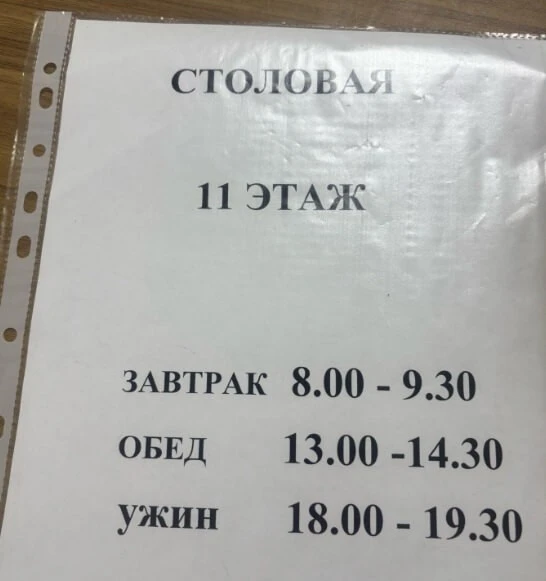 СТОЛОВАЯ
11 ЭТАЖ
ЗАВТРАК 8.00 - 9.30
ОБЕД 13.00 -14.30
УЖИН 18.00 - 19.30